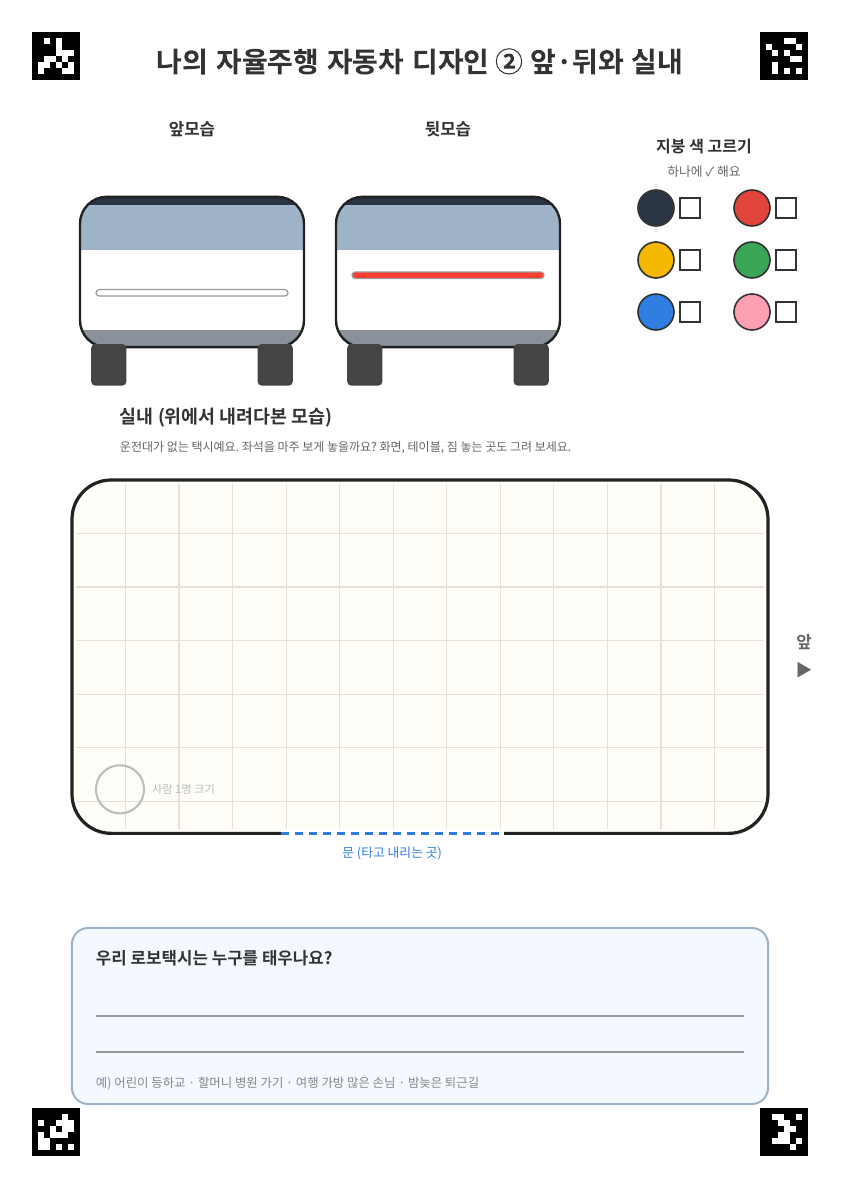 나의 자율주행 자동차 디자인 ② 앞·뒤와 실내
앞모습
뒷모습
지붕 색 고르기
하나에 ✓ 해요
실내 (위에서 내려다본 모습)
운전대가 없는 택시예요. 좌석을 마주 보게 놓을까요? 화면, 테이블, 짐 놓는 곳도 그려 보세요.
앞
▶
사람 1명 크기
문 (타고 내리는 곳)
우리 로보택시는 누구를 태우나요?
예) 어린이 등하교 · 할머니 병원 가기 · 여행 가방 많은 손님 · 밤늦은 퇴근길